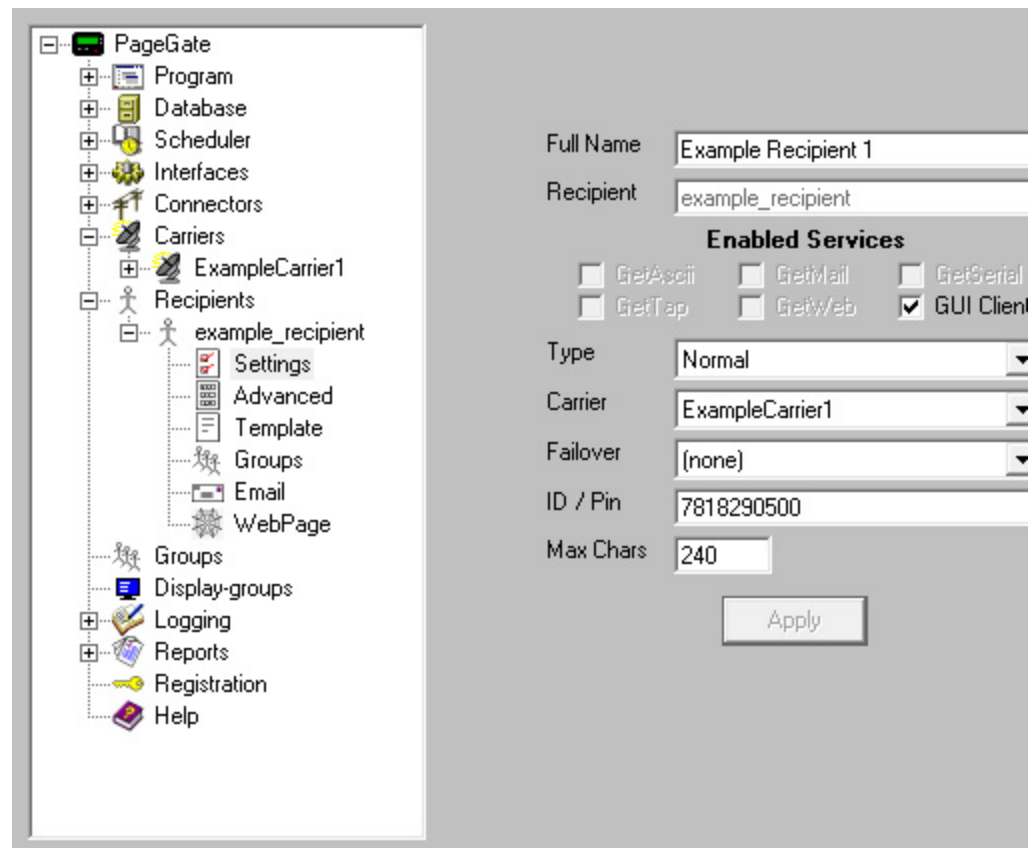 PageGate
Program
Database
Scheduler
Interfaces
Connectors
Carriers
ExampleCarrier1
Recipients
example_recipient
Settings
Advanced
Template
Groups
Email
WebPage
Groups
Display-groups
Logging
Reports
Registration
Help
Full Name Example Recipient 1
Recipient example_recipient
Enabled Services
GetAscii GetMail GetSerial
GetTap GetWeb GUI Client
Type Normal
Carrier ExampleCarrier1
Failover (none)
ID / Pin 7818290500
Max Chars 240
Apply